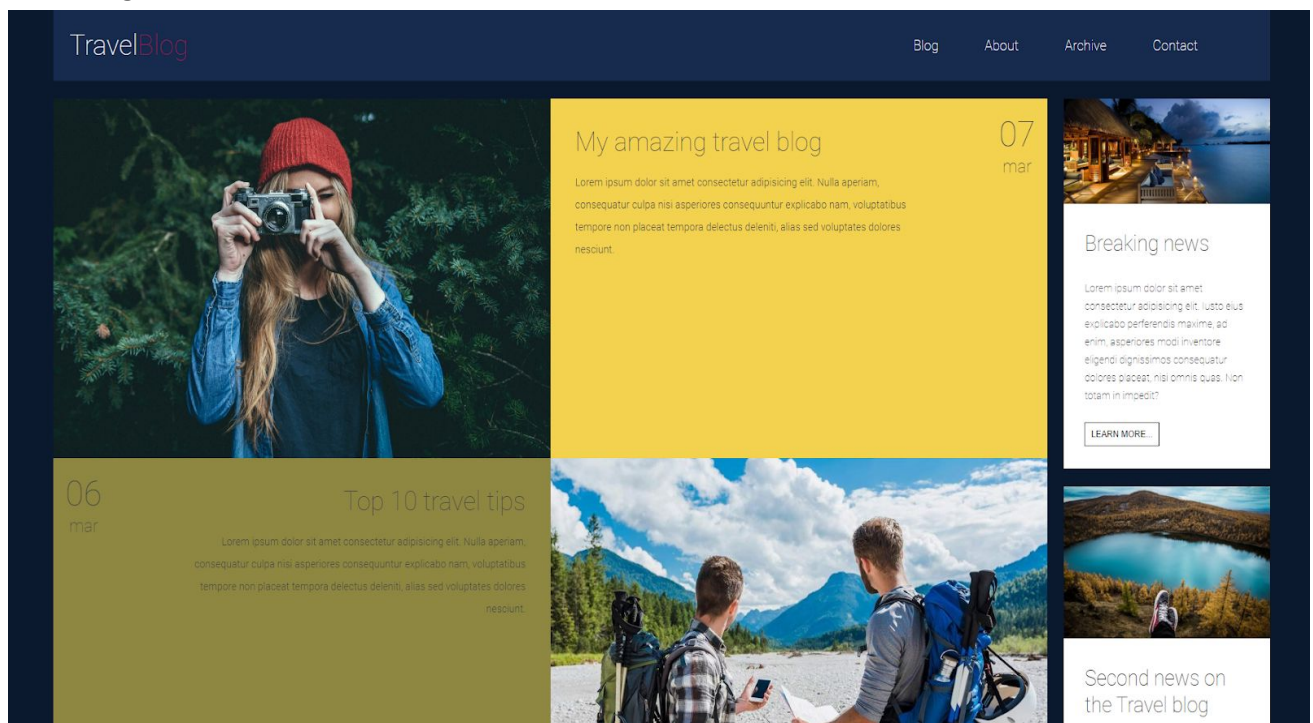 TravelBlog
Blog About Archive Contact
My amazing travel blog
07
mar
Lorem ipsum dolor sit amet consectetur adipisicing elit. Nulla aperiam,
consequatur culpa nisi asperiores consequuntur explicabo nam, voluptatibus
tempore non placeat tempora delectus deleniti, alias sed voluptates dolores
nesciunt.
Breaking news
Lorem ipsum dolor sit amet
consectetur adipisicing elit. Iusto eius
explicabo perferendis maxime, ad
enim, asperiores modi inventore
eligendi dignissimos consequatur
dolores placeat, nisi omnis quas. Non
totam in impedit?
LEARN MORE...
06
mar
Top 10 travel tips
Lorem ipsum dolor sit amet consectetur adipisicing elit. Nulla aperiam,
consequatur culpa nisi asperiores consequuntur explicabo nam, voluptatibus
tempore non placeat tempora delectus deleniti, alias sed voluptates dolores
nesciunt.
Second news on
the Travel blog